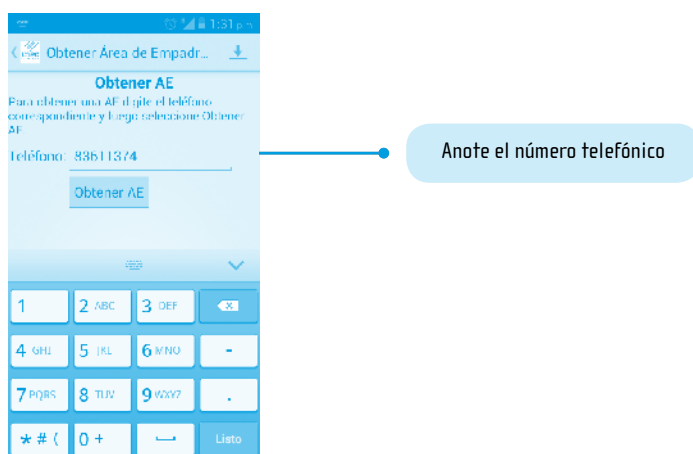 1:31 p.m.
Obtener Área de Empadr...
Obtener AE
Para obtener una AE digite el teléfono
correspondiente y luego seleccione Obtener
AE
Teléfono: 83611374
Anote el número telefónico
Obtener AE
1
2 ABC
3 DEF
4 GHI
5 JKL
6 MNO
-
7 PQRS
8 TUV
9 WXYZ
.
* # (
0 +
Listo